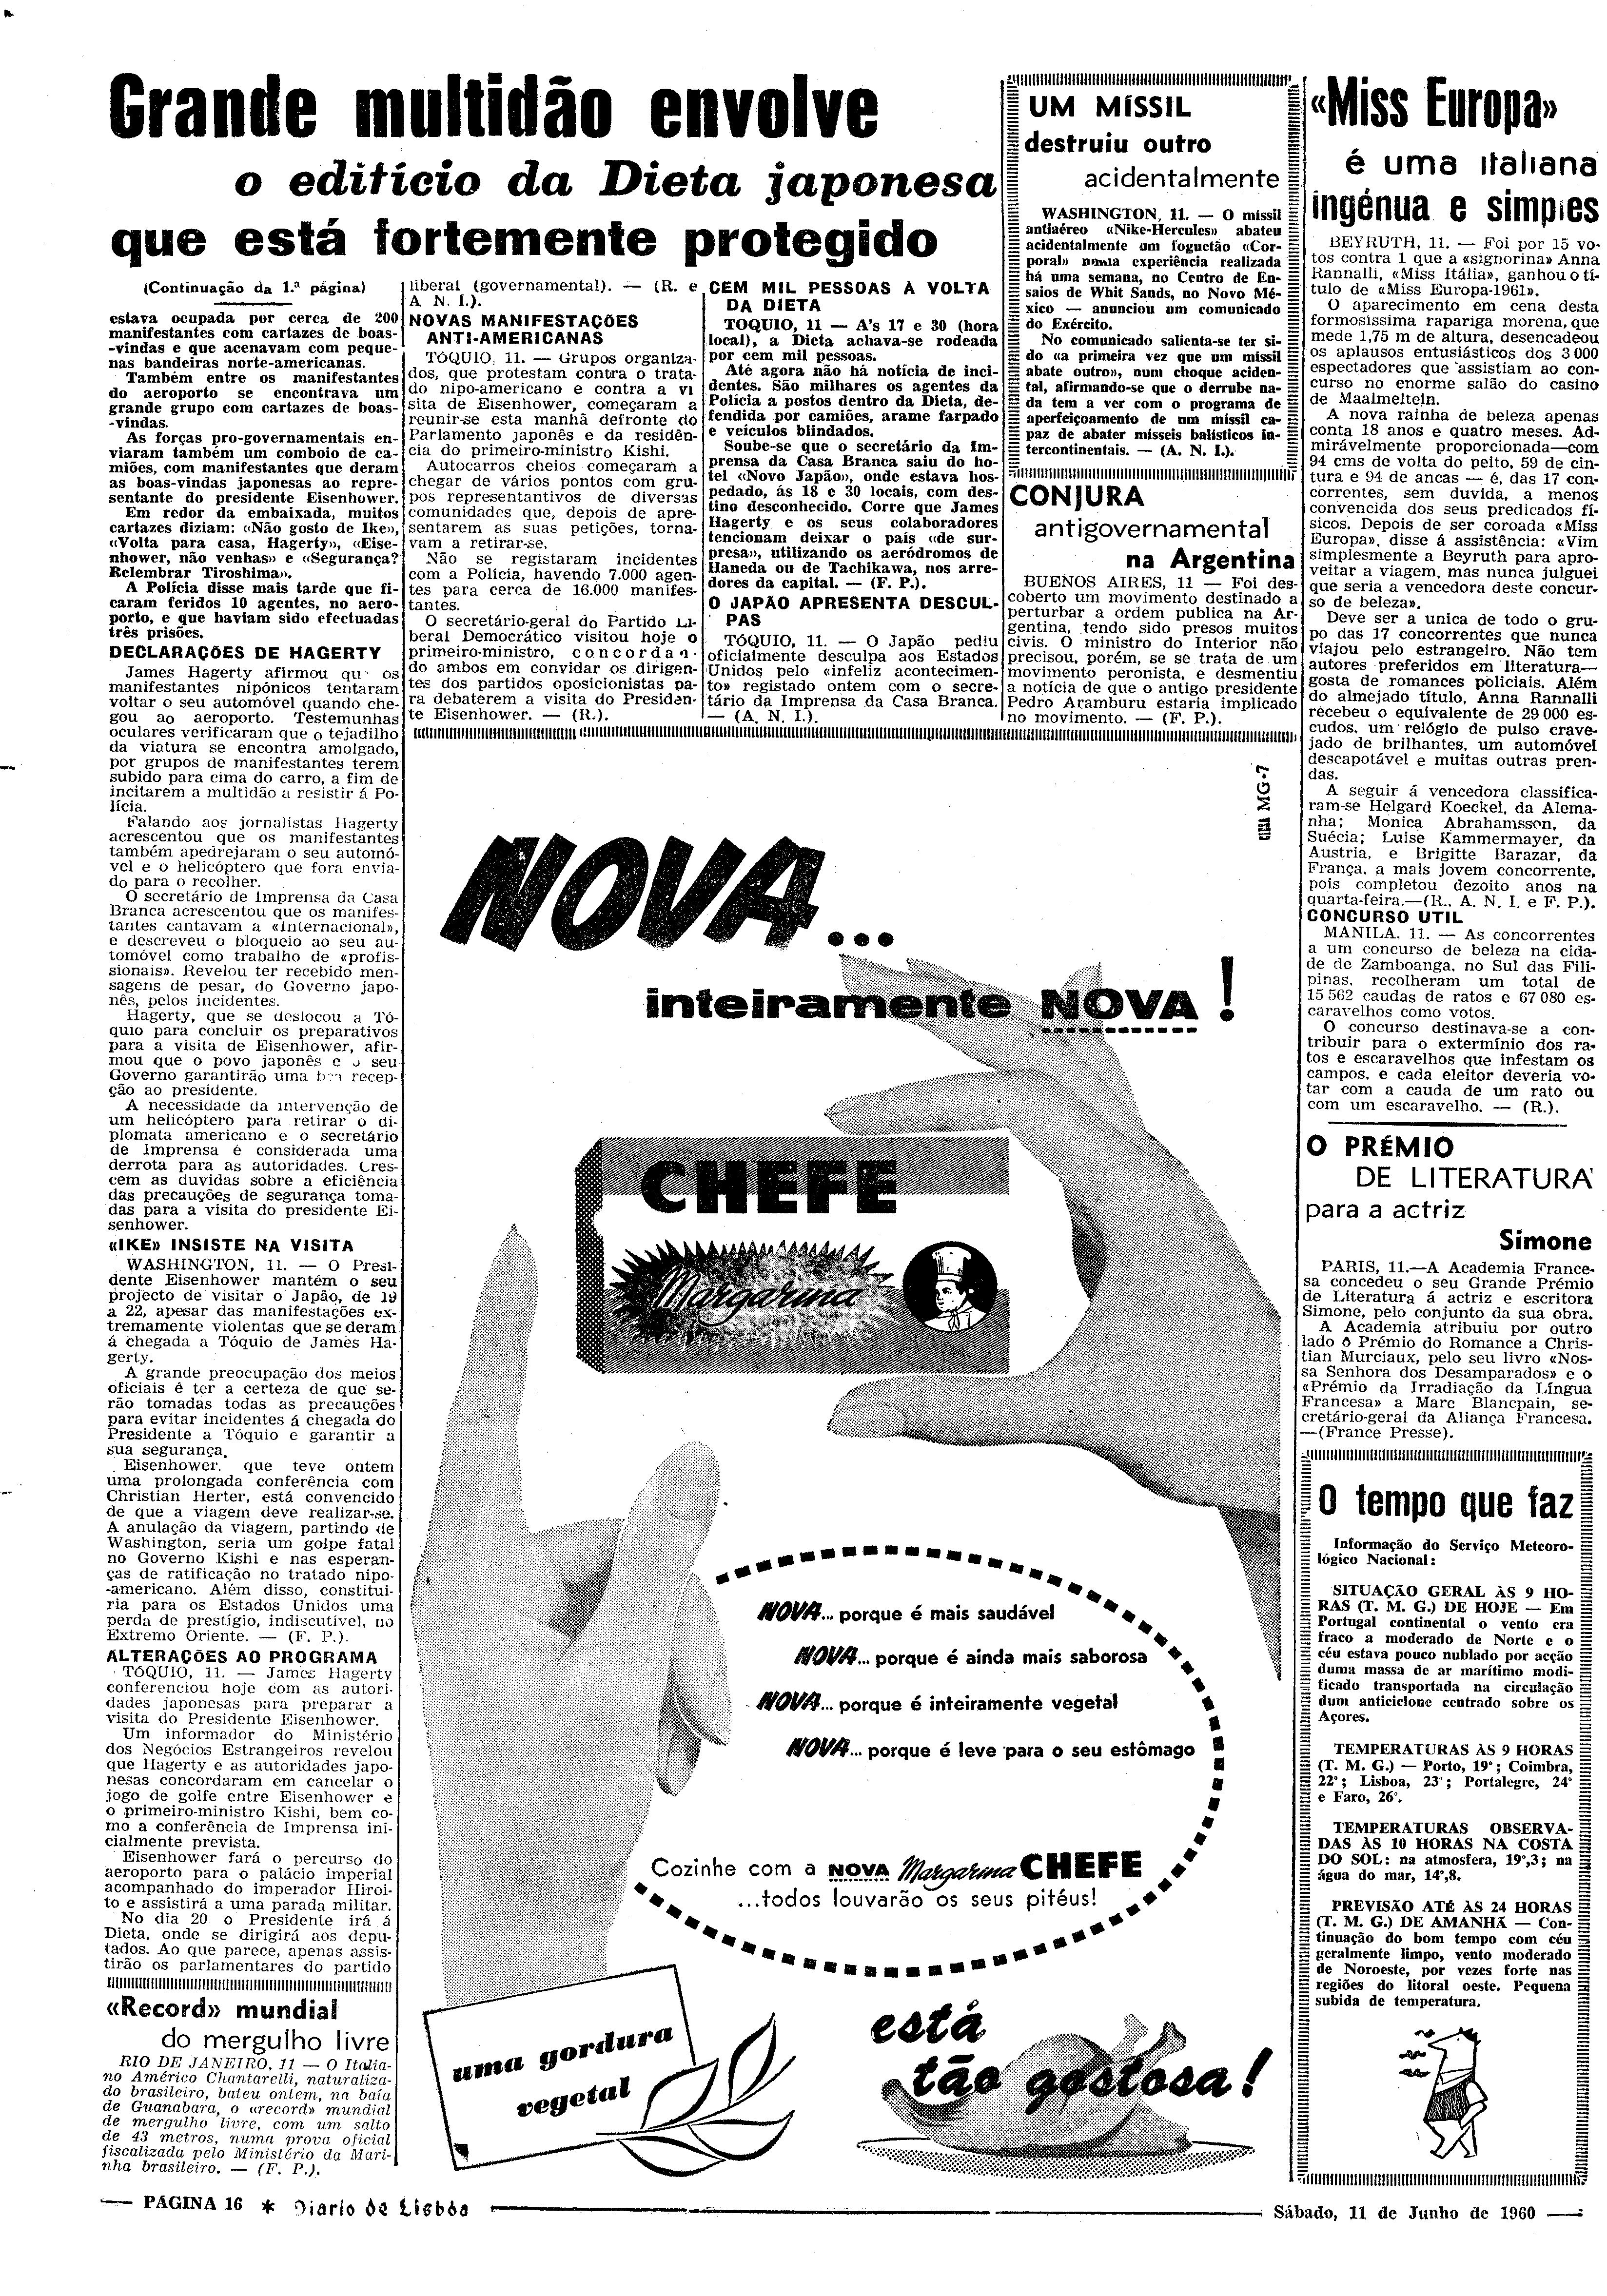 Grande multidão envolve
o edifício da Dieta japonesa
que está fortemente protegido
(Continuação da 1.ª página)
estava ocupada por cerca de 200
manifestantes com cartazes de boas-
-vindas e que acenavam com peque-
nas bandeiras norte-americanas.
Também entre os manifestantes
do aeroporto se encontrava um
grande grupo com cartazes de boas-
-vindas.
As forças pro-governamentais en-
viaram também um comboio de ca-
miões, com manifestantes que deram
as boas-vindas japonesas ao repre-
sentante do presidente Eisenhower.
Em redor da embaixada, muitos
cartazes diziam: «Não gosto de Ike»,
«Volta para casa, Hagerty», «Eise-
nhower, não venhas» e «Segurança?
Relembrar Tiroshima».
A Polícia disse mais tarde que fi-
caram feridos 10 agentes, no aero-
porto, e que haviam sido efectuadas
três prisões.
DECLARAÇÕES DE HAGERTY
James Hagerty afirmou qu os
manifestantes nipónicos tentaram
voltar o seu automóvel quando che-
gou ao aeroporto. Testemunhas
oculares verificaram que o tejadilho
da viatura se encontra amolgado,
por grupos de manifestantes terem
subido para cima do carro, a fim de
incitarem a multidão a resistir á Po-
lícia.
Falando aos jornalistas Hagerty
acrescentou que os manifestantes
também apedrejaram o seu automó-
vel e o helicóptero que fora envia-
do para o recolher.
O secretário de Imprensa da Casa
Branca acrescentou que os manifes-
tantes cantavam a «Internacional»,
e descreveu o bloqueio ao seu au-
tomóvel como trabalho de «profis-
sionais». Revelou ter recebido men-
sagens de pesar, do Governo japo-
nês, pelos incidentes.
Hagerty, que se deslocou a Tó-
quio para concluir os preparativos
para a visita de Eisenhower, afir-
mou que o povo japonês e o seu
Governo garantirão uma boa recep-
ção ao presidente.
A necessidade da intervenção de
um helicóptero para retirar o di-
plomata americano e o secretário
de Imprensa é considerada uma
derrota para as autoridades. Cres-
cem as duvidas sobre a eficiência
das precauções de segurança toma-
das para a visita do presidente Ei-
senhower.
«IKE» INSISTE NA VISITA
WASHINGTON, 11. — O Presi-
dente Eisenhower mantém o seu
projecto de visitar o Japão, de 19
a 22, apesar das manifestações ex-
tremamente violentas que se deram
á chegada a Tóquio de James Ha-
gerty.
A grande preocupação dos meios
oficiais é ter a certeza de que se-
rão tomadas todas as precauções
para evitar incidentes á chegada do
Presidente a Tóquio e garantir a
sua segurança.
Eisenhower, que teve ontem
uma prolongada conferência com
Christian Herter, está convencido
de que a viagem deve realizar-se.
A anulação da viagem, partindo de
Washington, seria um golpe fatal
no Governo Kishi e nas esperan-
ças de ratificação no tratado nipo-
-americano. Além disso, constitui-
ria para os Estados Unidos uma
perda de prestígio, indiscutível, no
Extremo Oriente. — (F. P.).
ALTERAÇÕES AO PROGRAMA
TÓQUIO, 11. — James Hagerty
conferenciou hoje com as autori-
dades japonesas para preparar a
visita do Presidente Eisenhower.
Um informador do Ministério
dos Negócios Estrangeiros revelou
que Hagerty e as autoridades japo-
nesas concordaram em cancelar o
jogo de golfe entre Eisenhower e
o primeiro-ministro Kishi, bem co-
mo a conferência de Imprensa ini-
cialmente prevista.
Eisenhower fará o percurso do
aeroporto para o palácio imperial
acompanhado do imperador Hiroi-
to e assistirá a uma parada militar.
No dia 20 o Presidente irá á
Dieta, onde se dirigirá aos depu-
tados. Ao que parece, apenas assis-
tirão os parlamentares do partido
liberal (governamental). — (R. e
A N. I.).
NOVAS MANIFESTAÇÕES
ANTI-AMERICANAS
TÓQUIO, 11. — Grupos organiza-
dos, que protestam contra o trata-
do nipo-americano e contra a vi
sita de Eisenhower, começaram a
reunir-se esta manhã defronte do
Parlamento japonês e da residên-
cia do primeiro-ministro Kishi.
Autocarros cheios começaram a
chegar de vários pontos com gru-
pos representantivos de diversas
comunidades que, depois de apre-
sentarem as suas petições, torna-
vam a retirar-se.
Não se registaram incidentes
com a Polícia, havendo 7.000 agen-
tes para cerca de 16.000 manifes-
tantes.
O secretário-geral do Partido Li-
beral Democrático visitou hoje o
primeiro-ministro, concordan-
do ambos em convidar os dirigen-
tes dos partidos oposicionistas pa-
ra debaterem a visita do Presiden-
te Eisenhower. — (R.).
CEM MIL PESSOAS À VOLTA
DA DIETA
TOQUIO, 11 — A's 17 e 30 (hora
local), a Dieta achava-se rodeada
por cem mil pessoas.
Até agora não há notícia de inci-
dentes. São milhares os agentes da
Polícia a postos dentro da Dieta, de-
fendida por camiões, arame farpado
e veículos blindados.
Soube-se que o secretário da Im-
prensa da Casa Branca saiu do ho-
tel «Novo Japão», onde estava hos-
pedado, ás 18 e 30 locais, com des-
tino desconhecido. Corre que James
Hagerty e os seus colaboradores
tencionam deixar o país «de sur-
presa», utilizando os aeródromos de
Haneda ou de Tachikawa, nos arre-
dores da capital. — (F. P.).
O JAPÃO APRESENTA DESCUL-
PAS
TÓQUIO, 11. — O Japão pediu
oficialmente desculpa aos Estados
Unidos pelo «infeliz acontecimen-
to» registado ontem com o secre-
tário da Imprensa da Casa Branca.
— (A. N. I.).
UM MÍSSIL
destruiu outro
acidentalmente
WASHINGTON, 11. — O míssil
antiaéreo «Nike-Hercules» abateu
acidentalmente um foguetão «Cor-
poral» numa experiência realizada
há uma semana, no Centro de En-
saios de Whit Sands, no Novo Mé-
xico — anunciou um comunicado
do Exército.
No comunicado salienta-se ter si-
do «a primeira vez que um míssil
abate outro», num choque aciden-
tal, afirmando-se que o derrube na-
da tem a ver com o programa de
aperfeiçoamento de um míssil ca-
paz de abater mísseis balísticos in-
tercontinentais. — (A. N. I.).
CONJURA
antigovernamental
na Argentina
BUENOS AIRES, 11 — Foi des-
coberto um movimento destinado a
perturbar a ordem publica na Ar-
gentina, tendo sido presos muitos
civis. O ministro do Interior não
precisou, porém, se se trata de um
movimento peronista, e desmentiu
a notícia de que o antigo presidente
Pedro Aramburu estaria implicado
no movimento. — (F. P.).
«Miss Europa»
é uma italiana
ingénua e simples
BEYRUTH, 11. — Foi por 15 vo-
tos contra 1 que a «signorina» Anna
Rannalli, «Miss Itália», ganhou o tí-
tulo de «Miss Europa-1961».
O aparecimento em cena desta
formosíssima rapariga morena, que
mede 1,75 m de altura, desencadeou
os aplausos entusiásticos dos 3 000
espectadores que assistiam ao con-
curso no enorme salão do casino
de Maalmeltein.
A nova rainha de beleza apenas
conta 18 anos e quatro meses. Ad-
mirávelmente proporcionada—com
94 cms de volta do peito, 59 de cin-
tura e 94 de ancas — é, das 17 con-
correntes, sem duvida, a menos
convencida dos seus predicados fí-
sicos. Depois de ser coroada «Miss
Europa», disse á assistência: «Vim
simplesmente a Beyruth para apro-
veitar a viagem, mas nunca julguei
que seria a vencedora deste concur-
so de beleza».
Deve ser a unica de todo o gru-
po das 17 concorrentes que nunca
viajou pelo estrangeiro. Não tem
autores preferidos em literatura—
gosta de romances policiais. Além
do almejado título, Anna Rannalli
recebeu o equivalente de 29 000 es-
cudos, um relógio de pulso crave-
jado de brilhantes, um automóvel
descapotável e muitas outras pren-
das.
A seguir á vencedora classifica-
ram-se Helgard Koeckel, da Alema-
nha; Monica Abrahamsson, da
Suécia; Luise Kammermayer, da
Austria, e Brigitte Barazar, da
França, a mais jovem concorrente,
pois completou dezoito anos na
quarta-feira.—(R., A. N. I. e F. P.).
CONCURSO UTIL
MANILA, 11. — As concorrentes
a um concurso de beleza na cida-
de de Zamboanga, no Sul das Fili-
pinas, recolheram um total de
15 562 caudas de ratos e 67 080 es-
caravelhos como votos.
O concurso destinava-se a con-
tribuir para o extermínio dos ra-
tos e escaravelhos que infestam os
campos, e cada eleitor deveria vo-
tar com a cauda de um rato ou
com um escaravelho. — (R.).
O PRÉMIO
DE LITERATURA
para a actriz
Simone
PARIS, 11.—A Academia France-
sa concedeu o seu Grande Prémio
de Literatura á actriz e escritora
Simone, pelo conjunto da sua obra.
A Academia atribuiu por outro
lado o Prémio do Romance a Chris-
tian Murciaux, pelo seu livro «Nos-
sa Senhora dos Desamparados» e o
«Prémio da Irradiação da Língua
Francesa» a Marc Blancpain, se-
cretário-geral da Aliança Francesa.
—(France Presse).
O tempo que faz
Informação do Serviço Meteoro-
lógico Nacional:
SITUAÇÃO GERAL ÀS 9 HO-
RAS (T. M. G.) DE HOJE — Em
Portugal continental o vento era
fraco a moderado de Norte e o
céu estava pouco nublado por acção
duma massa de ar marítimo modi-
ficado transportada na circulação
dum anticiclone centrado sobre os
Açores.
TEMPERATURAS ÀS 9 HORAS
(T. M. G.) — Porto, 19°; Coimbra,
22°; Lisboa, 23°; Portalegre, 24°
e Faro, 26°.
TEMPERATURAS OBSERVA-
DAS ÀS 10 HORAS NA COSTA
DO SOL: na atmosfera, 19°,3; na
água do mar, 14°,8.
PREVISÃO ATÉ ÀS 24 HORAS
(T. M. G.) DE AMANHÃ — Con-
tinuação do bom tempo com céu
geralmente limpo, vento moderado
de Noroeste, por vezes forte nas
regiões do litoral oeste. Pequena
subida de temperatura.
«Record» mundial
do mergulho livre
RIO DE JANEIRO, 11 — O Italia-
no Américo Chantarelli, naturaliza-
do brasileiro, bateu ontem, na baía
de Guanabara, o «record» mundial
de mergulho livre, com um salto
de 43 metros, numa prova oficial
fiscalizada pelo Ministério da Mari-
nha brasileiro. — (F. P.).
MG-7
NOVA...
inteiramente NOVA!
CHEFE
Margarina
NOVA... porque é mais saudável
NOVA... porque é ainda mais saborosa
NOVA... porque é inteiramente vegetal
NOVA... porque é leve para o seu estômago
Cozinhe com a NOVA Margarina CHEFE
...todos louvarão os seus pitéus!
uma gordura
vegetal
está
tão gostosa!
PÁGINA 16 * Diario de Lisbôa
Sábado, 11 de Junho de 1960